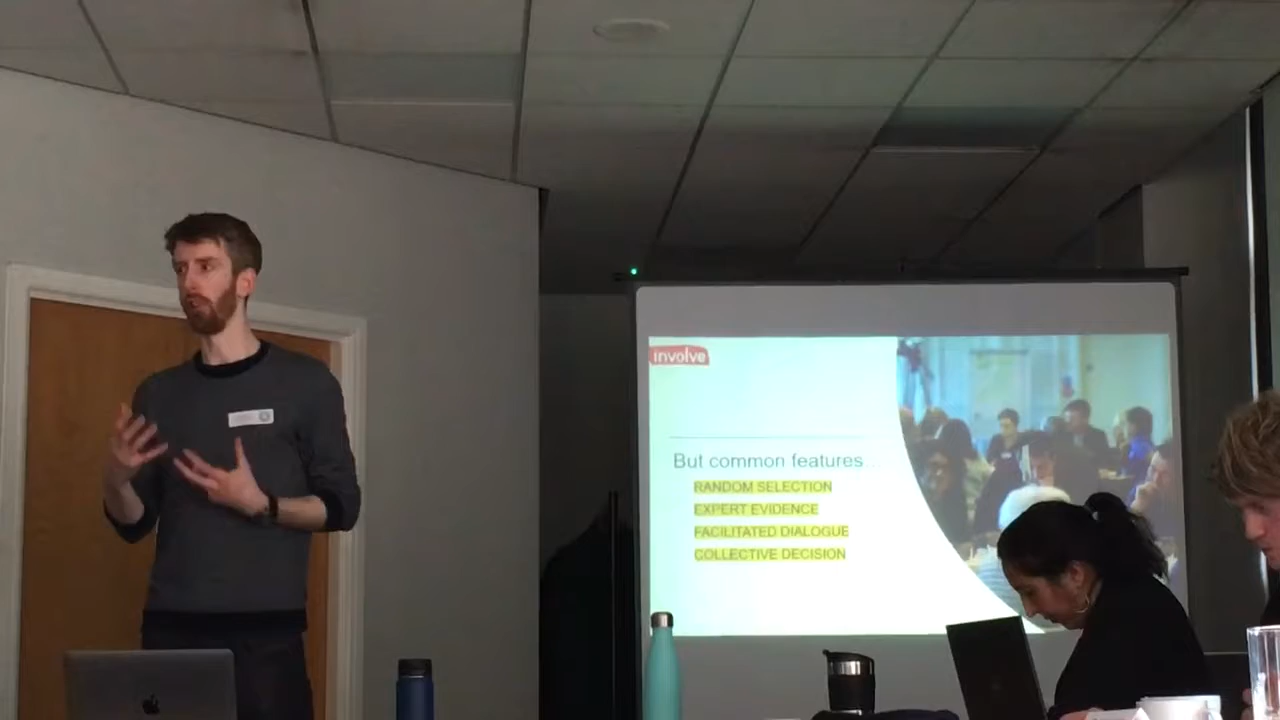 involve
But common features...
RANDOM SELECTION
EXPERT EVIDENCE
FACILITATED DIALOGUE
COLLECTIVE DECISION